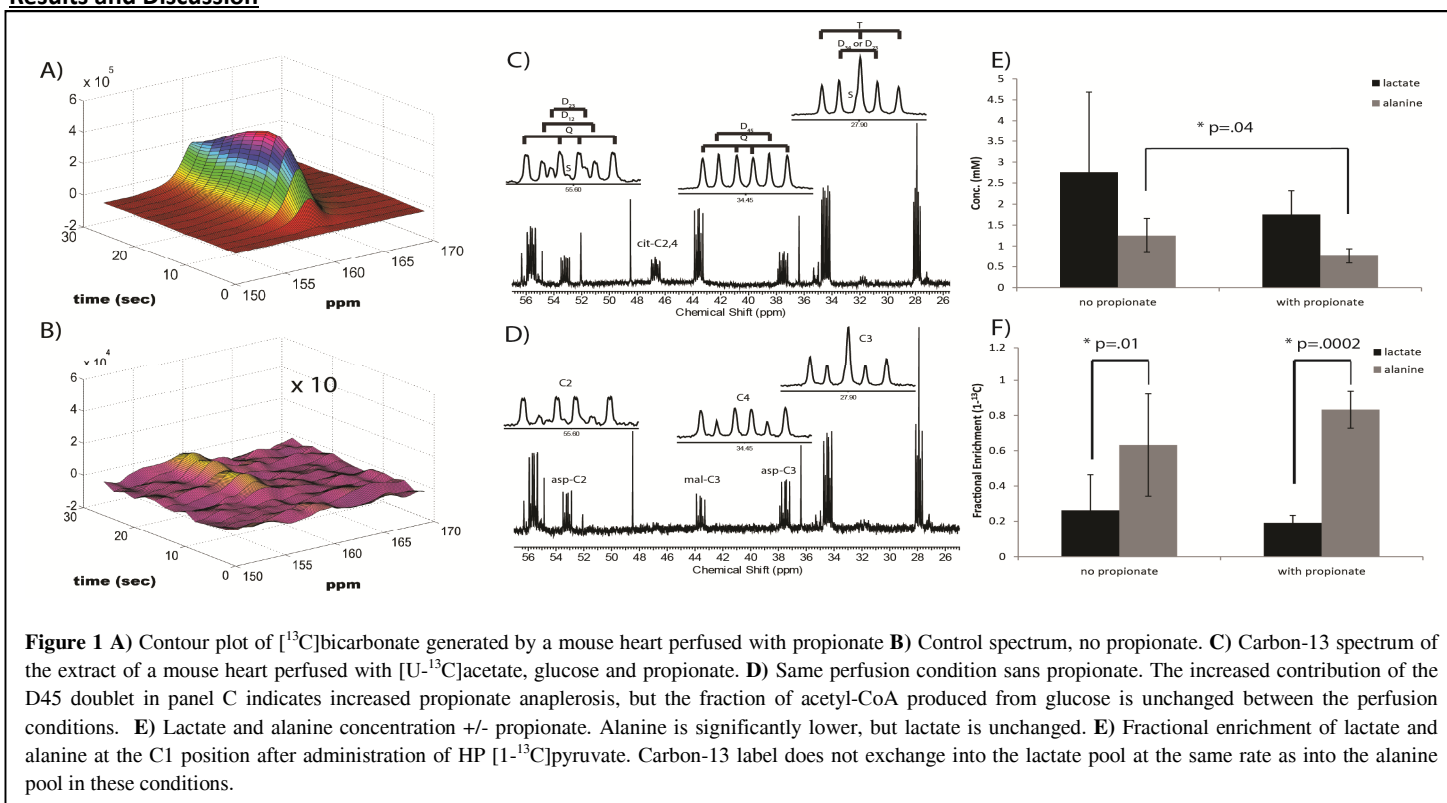 Results and Discussion
A)
x 10^5
6
4
2
0
-2
30
20
10
0
time (sec)
150
155
160
165
170
ppm
B)
x 10^4
x 10
6
4
2
0
-2
30
20
10
0
time (sec)
150
155
160
165
170
ppm
C)
D23
D12
Q
S
55.60
D45
Q
34.45
T
D34 or D23
S
27.90
cit-C2,4
56 54 52 50 48 46 44 42 40 38 36 34 32 30 28 26
Chemical Shift (ppm)
D)
C2
55.60
C4
34.45
C3
27.90
asp-C2
mal-C3
asp-C3
56 54 52 50 48 46 44 42 40 38 36 34 32 30 28 26
Chemical Shift (ppm)
E)
lactate
alanine
* p=.04
Conc. (mM)
5
4.5
4
3.5
3
2.5
2
1.5
1
0.5
0
no propionate
with propionate
F)
lactate
alanine
* p=.01
* p=.0002
Fractional Enrichment (1-13C)
1.2
1
0.8
0.6
0.4
0.2
0
no propionate
with propionate
Figure 1 A) Contour plot of [13C]bicarbonate generated by a mouse heart perfused with propionate B) Control spectrum, no propionate. C) Carbon-13 spectrum of
the extract of a mouse heart perfused with [U-13C]acetate, glucose and propionate. D) Same perfusion condition sans propionate. The increased contribution of the
D45 doublet in panel C indicates increased propionate anaplerosis, but the fraction of acetyl-CoA produced from glucose is unchanged between the perfusion
conditions. E) Lactate and alanine concentration +/- propionate. Alanine is significantly lower, but lactate is unchanged. E) Fractional enrichment of lactate and
alanine at the C1 position after administration of HP [1-13C]pyruvate. Carbon-13 label does not exchange into the lactate pool at the same rate as into the alanine
pool in these conditions.